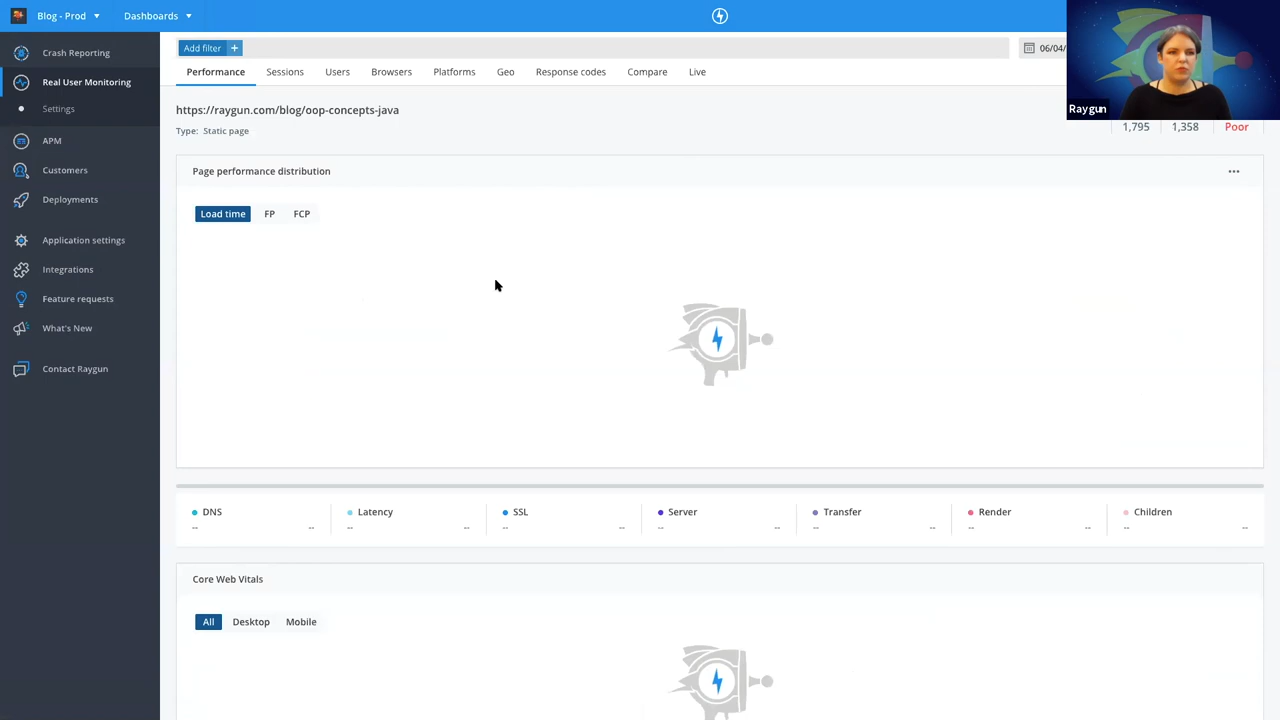 Blog - Prod
Dashboards
Crash Reporting
Real User Monitoring
Settings
APM
Customers
Deployments
Application settings
Integrations
Feature requests
What's New
Contact Raygun
Add filter +
06/04/
Performance Sessions Users Browsers Platforms Geo Response codes Compare Live
Raygun
https://raygun.com/blog/oop-concepts-java
Type: Static page
1,795 1,358 Poor
Page performance distribution
Load time FP FCP
DNS Latency SSL Server Transfer Render Children
-- -- -- -- -- -- -- -- -- -- -- -- -- --
Core Web Vitals
All Desktop Mobile